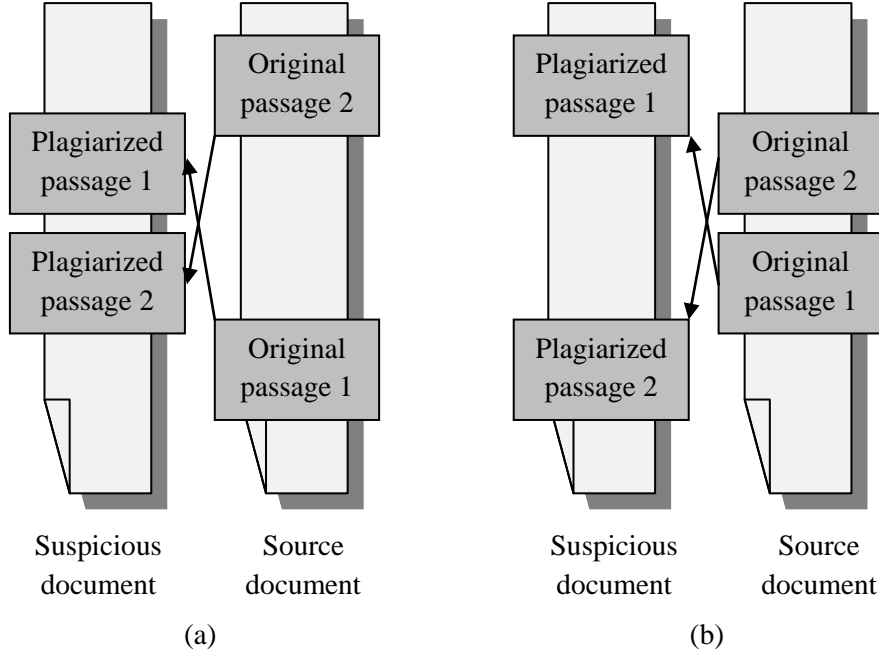 Original
passage 2
Plagiarized
passage 1
Plagiarized
passage 2
Original
passage 1
Suspicious
document
Source
document
(a)
Plagiarized
passage 1
Original
passage 2
Original
passage 1
Plagiarized
passage 2
Suspicious
document
Source
document
(b)